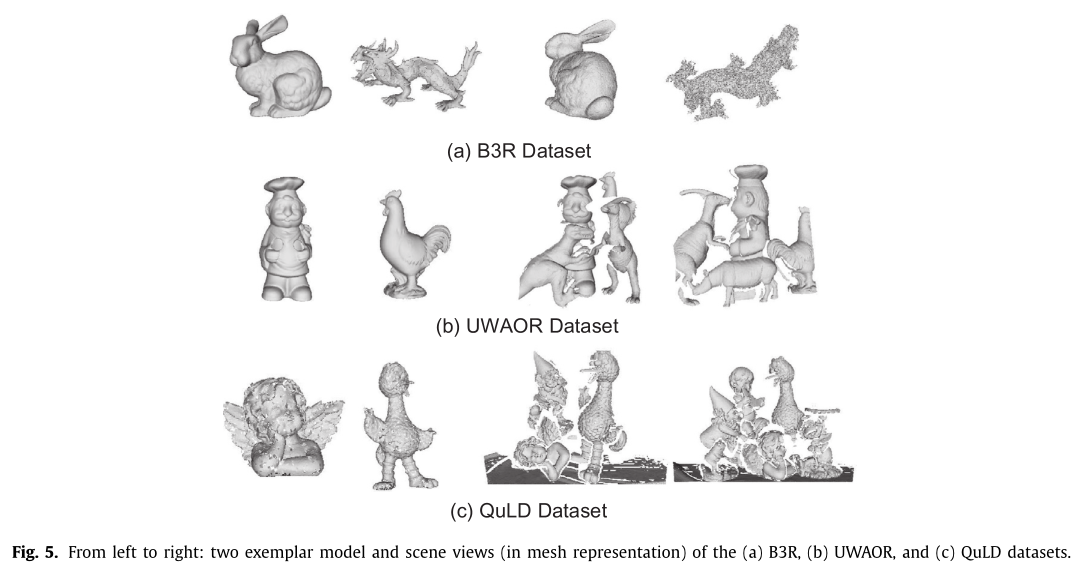 (a) B3R Dataset
(b) UWAOR Dataset
(c) QuLD Dataset
Fig. 5. From left to right: two exemplar model and scene views (in mesh representation) of the (a) B3R, (b) UWAOR, and (c) QuLD datasets.